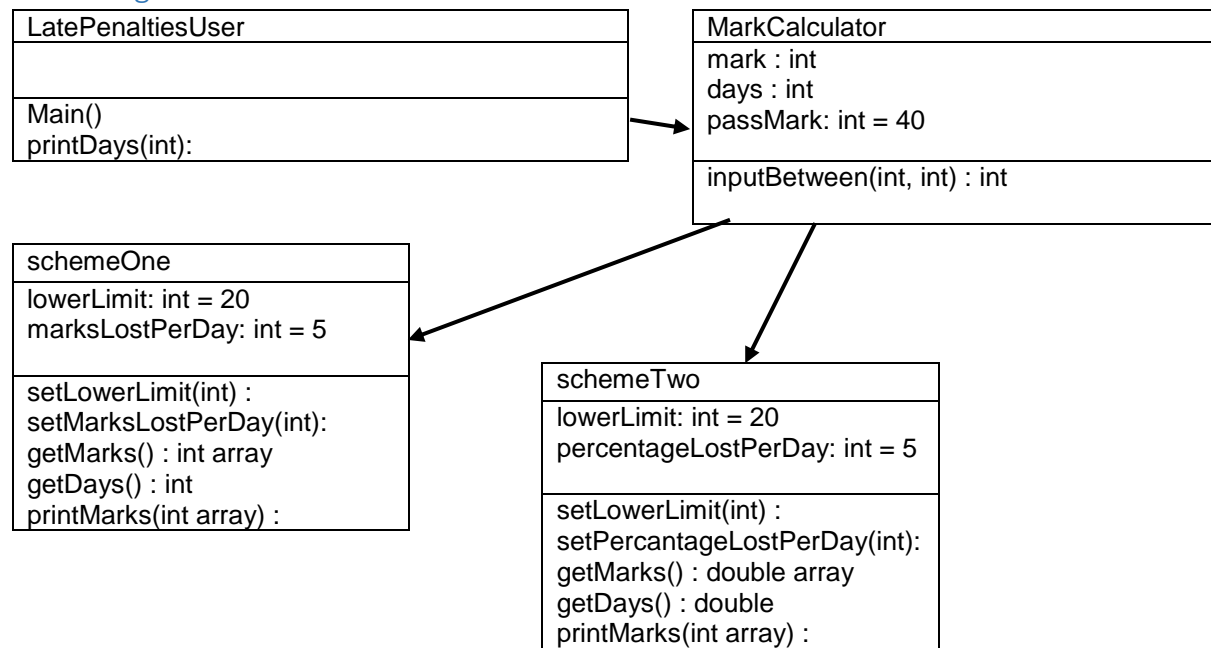 LatePenaltiesUser
Main()
printDays(int):
MarkCalculator
mark : int
days : int
passMark: int = 40
inputBetween(int, int) : int
schemeOne
lowerLimit: int = 20
marksLostPerDay: int = 5
setLowerLimit(int) :
setMarksLostPerDay(int):
getMarks() : int array
getDays() : int
printMarks(int array) :
schemeTwo
lowerLimit: int = 20
percentageLostPerDay: int = 5
setLowerLimit(int) :
setPercantageLostPerDay(int):
getMarks() : double array
getDays() : double
printMarks(int array) :